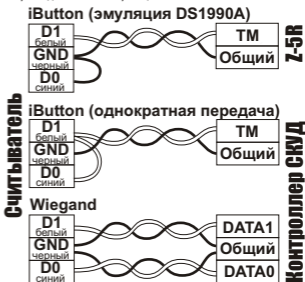 iButton (эмуляция DS1990A)
D1
белый
GND
черный
D0
синий
TM
Общий
Z-5R
iButton (однократная передача)
D1
белый
GND
черный
D0
синий
TM
Общий
Считыватель
Контроллер СКУД
Wiegand
D1
белый
GND
черный
D0
синий
DATA1
Общий
DATA0